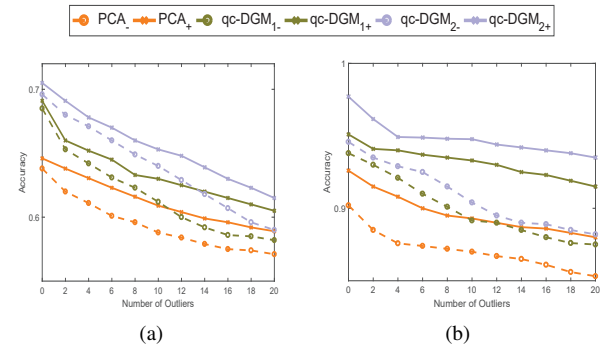 PCA- PCA+ qc-DGM1- qc-DGM1+ qc-DGM2- qc-DGM2+
0.7
0.6
Accuracy
0 2 4 6 8 10 12 14 16 18 20
Number of Outliers
(a)
1
0.9
Accuracy
0 2 4 6 8 10 12 14 16 18 20
Number of Outliers
(b)